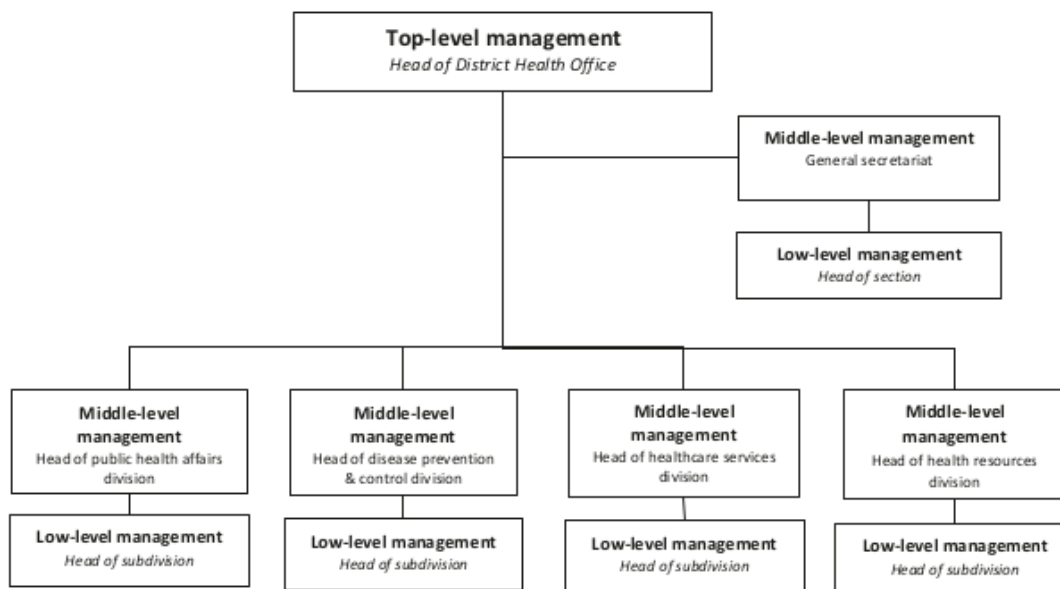 Top-level management
Head of District Health Office
Middle-level management
General secretariat
Low-level management
Head of section
Middle-level
management
Head of public health affairs
division
Low-level management
Head of subdivision
Middle-level
management
Head of disease prevention
& control division
Low-level management
Head of subdivision
Middle-level
management
Head of healthcare services
division
Low-level management
Head of subdivision
Middle-level
management
Head of health resources
division
Low-level management
Head of subdivision